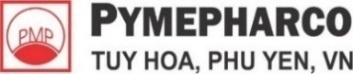 PMP
PYMEPHARCO
TUY HOA, PHU YEN, VN